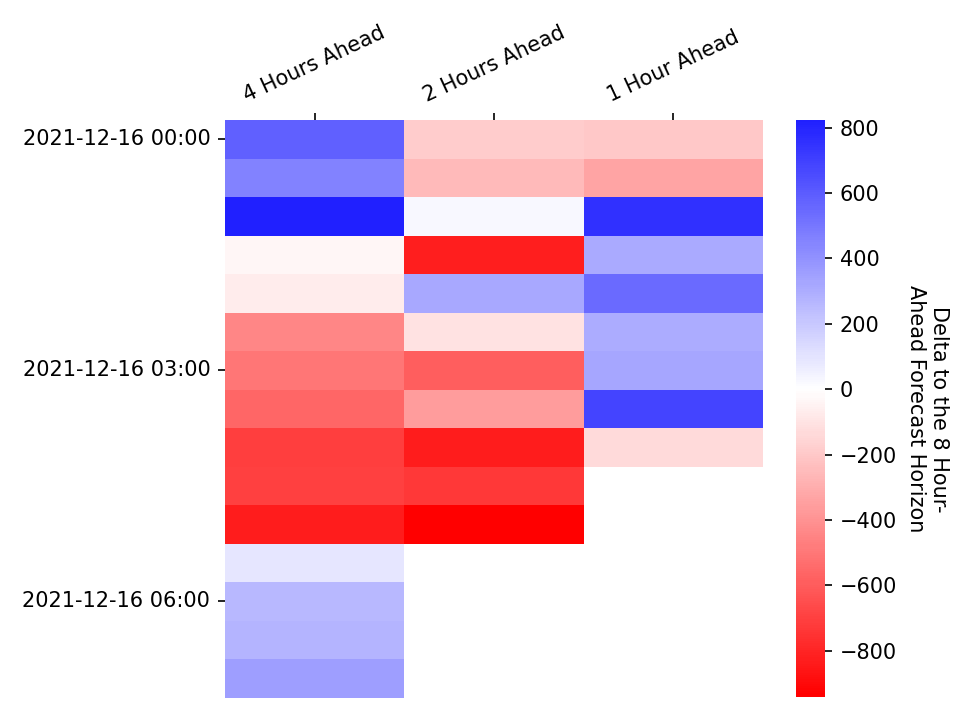 4 Hours Ahead
2 Hours Ahead
1 Hour Ahead
2021-12-16 00:00
2021-12-16 03:00
2021-12-16 06:00
800
600
400
200
0
−200
−400
−600
−800
Delta to the 8 Hour-
Ahead Forecast Horizon